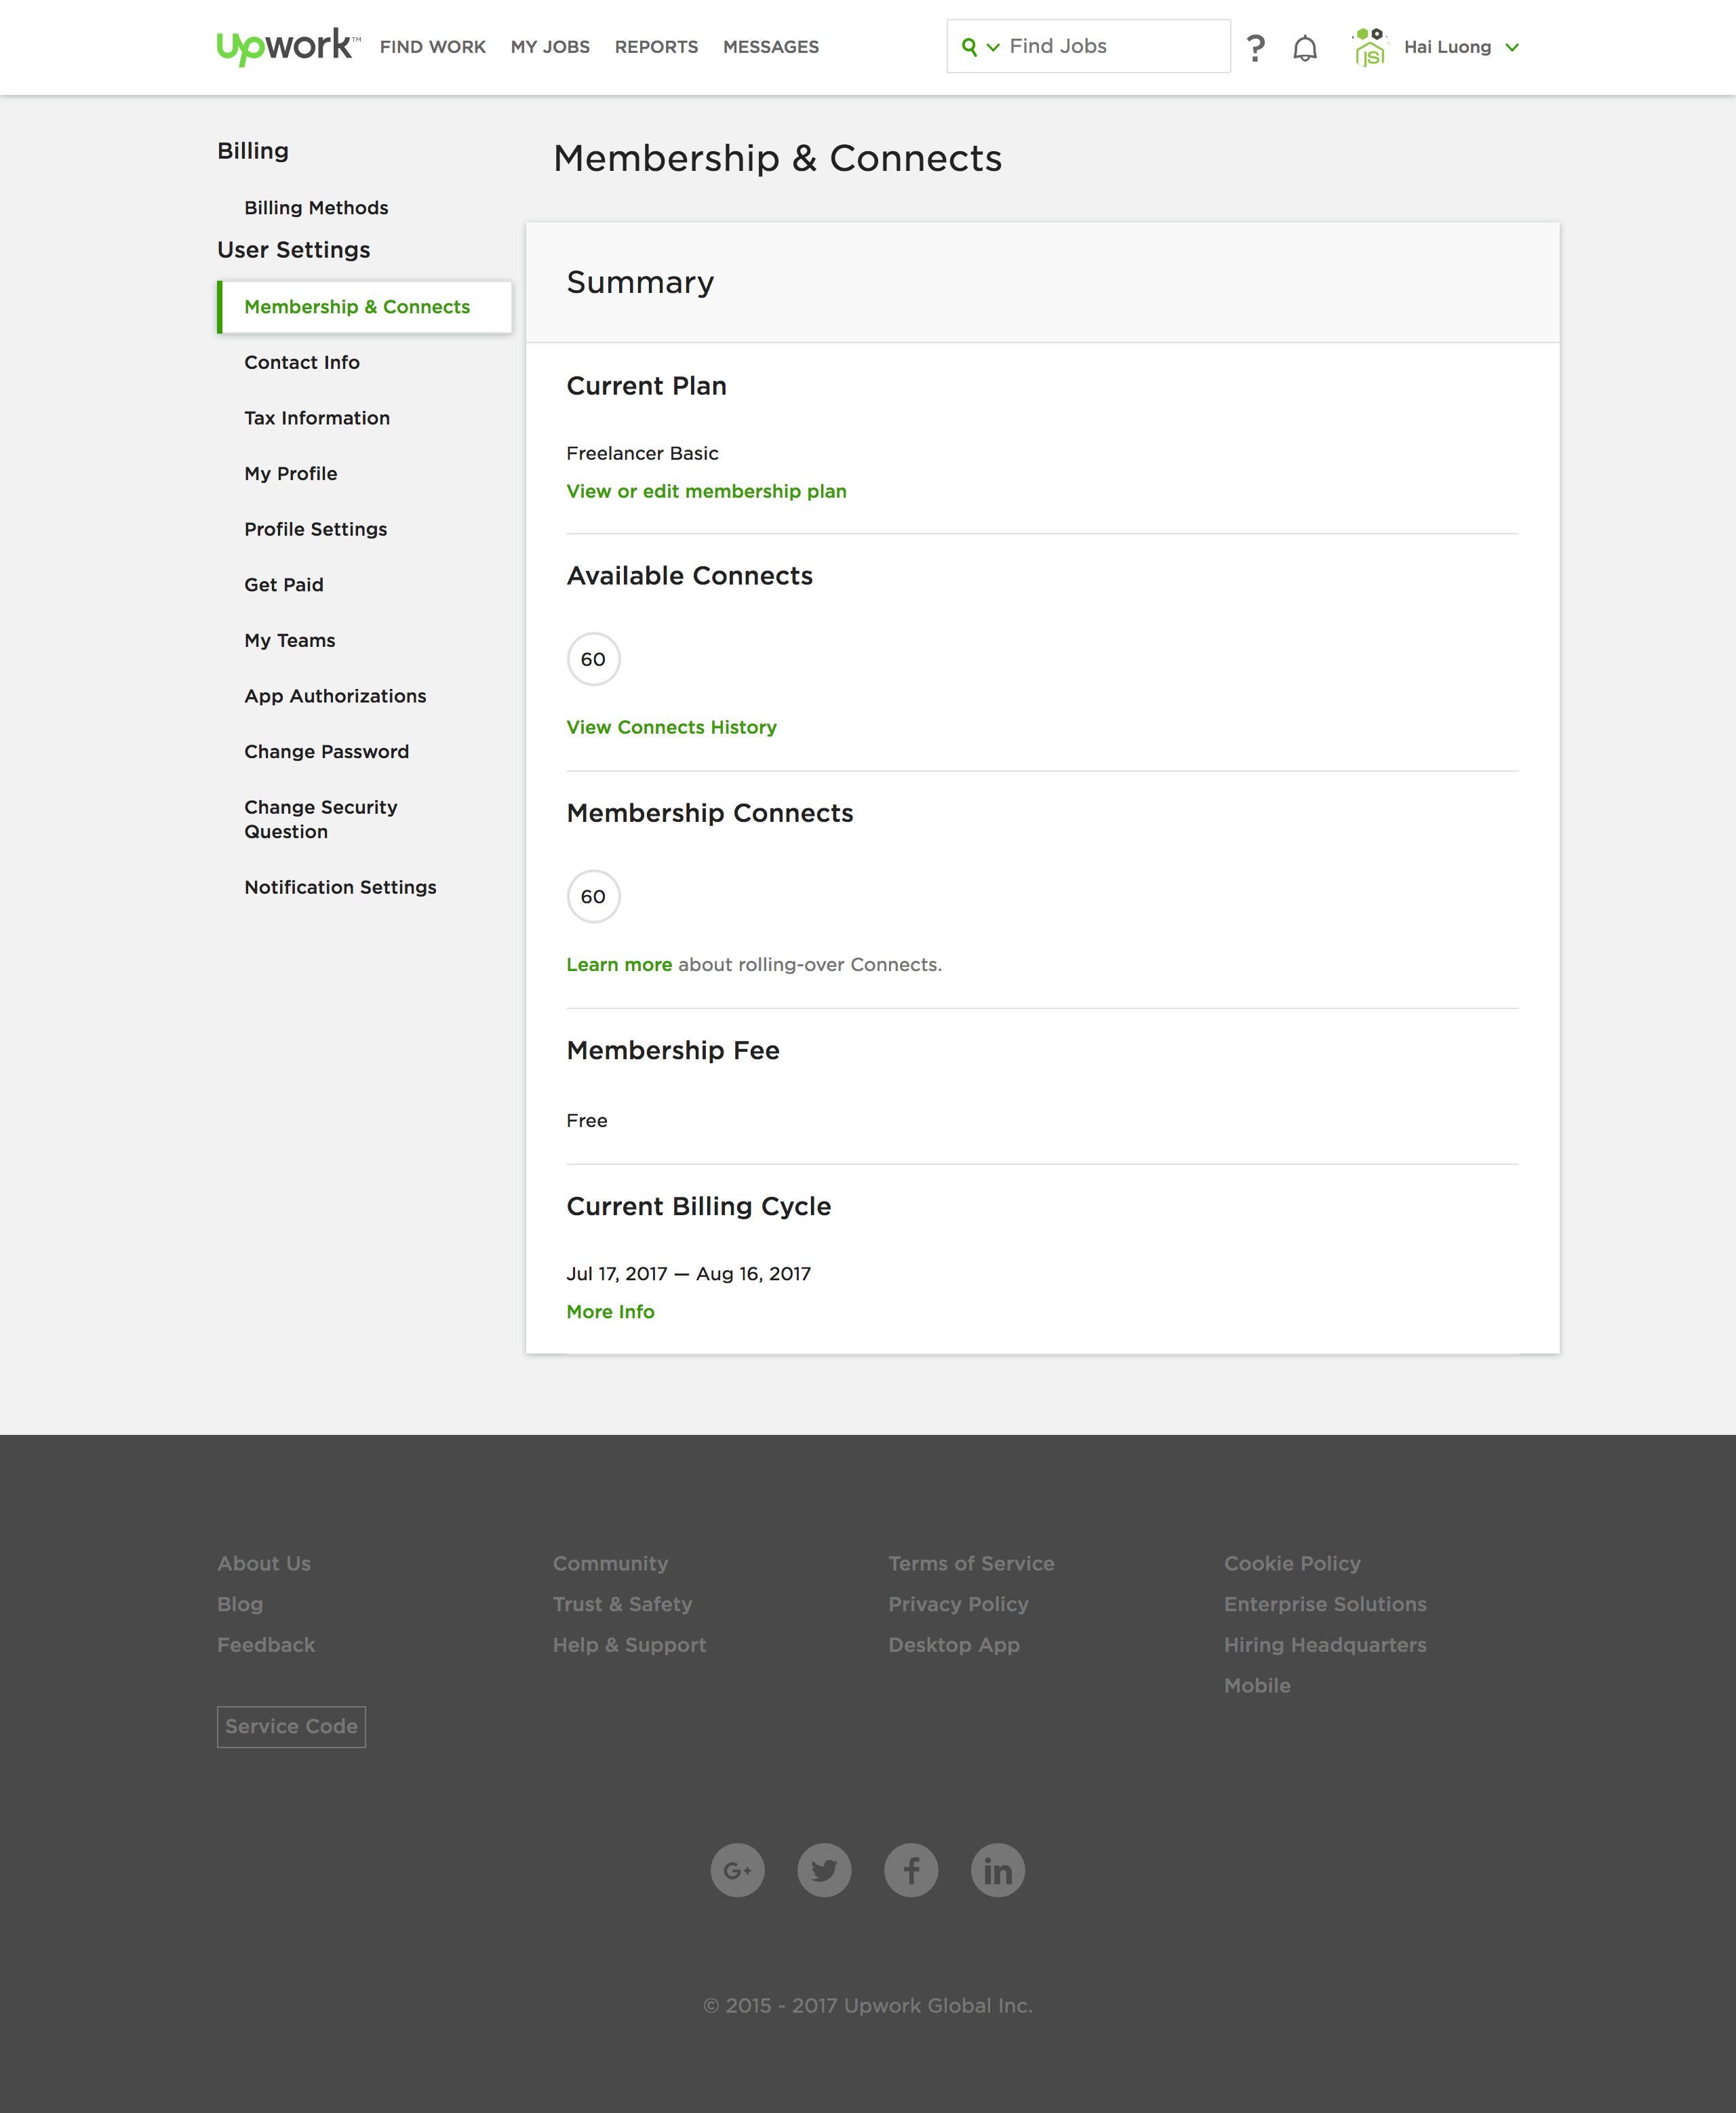 upwork™ FIND WORK MY JOBS REPORTS MESSAGES Find Jobs ? js Hai Luong
Billing
Billing Methods
User Settings
Membership & Connects
Contact Info
Tax Information
My Profile
Profile Settings
Get Paid
My Teams
App Authorizations
Change Password
Change Security
Question
Notification Settings
Membership & Connects
Summary
Current Plan
Freelancer Basic
View or edit membership plan
Available Connects
60
View Connects History
Membership Connects
60
Learn more about rolling-over Connects.
Membership Fee
Free
Current Billing Cycle
Jul 17, 2017 — Aug 16, 2017
More Info
About Us
Blog
Feedback
Community
Trust & Safety
Help & Support
Terms of Service
Privacy Policy
Desktop App
Cookie Policy
Enterprise Solutions
Hiring Headquarters
Mobile
Service Code
G+ f in
© 2015 - 2017 Upwork Global Inc.